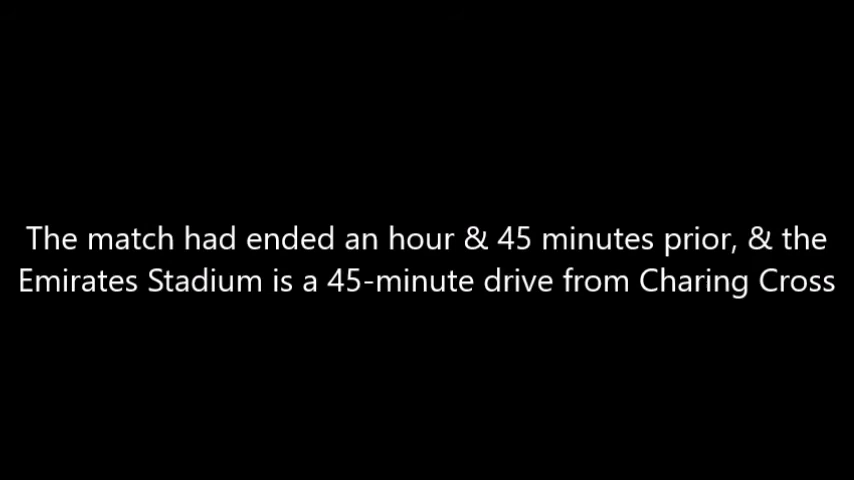 The match had ended an hour & 45 minutes prior, & the
Emirates Stadium is a 45-minute drive from Charing Cross